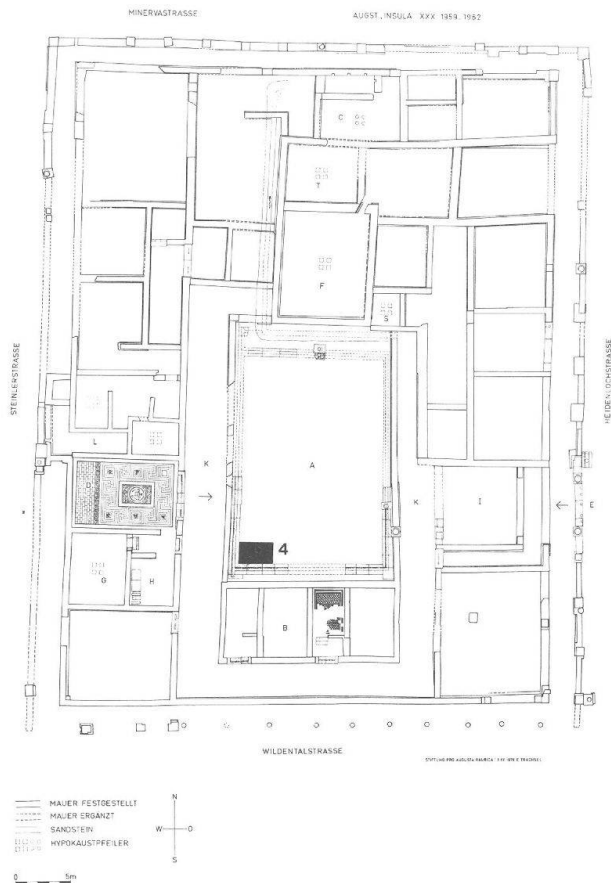 MINERVASTRASSE
AUGST, INSULA XXX 1959, 1962
STEINLERSTRASSE
HEIDENLOCHSTRASSE
C
T
F
S
L
K
A
K
I
E
D
4
G
H
B
WILDENTALSTRASSE
MAUER FESTGESTELLT
MAUER ERGÄNZT
SANDSTEIN
HYPOKAUSTPFEILER
N
W
O
S
0 5m